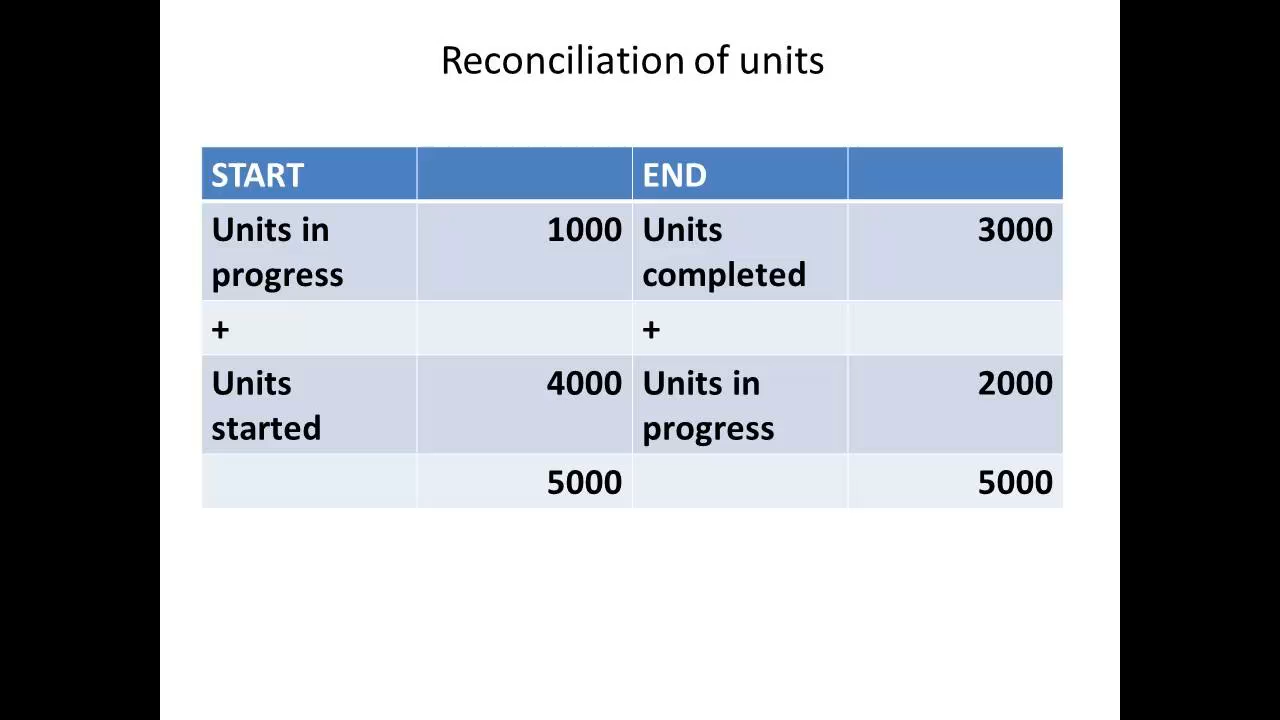 Reconciliation of units
START END
Units in 1000 Units 3000
progress completed
+ +
Units 4000 Units in 2000
started progress
5000 5000